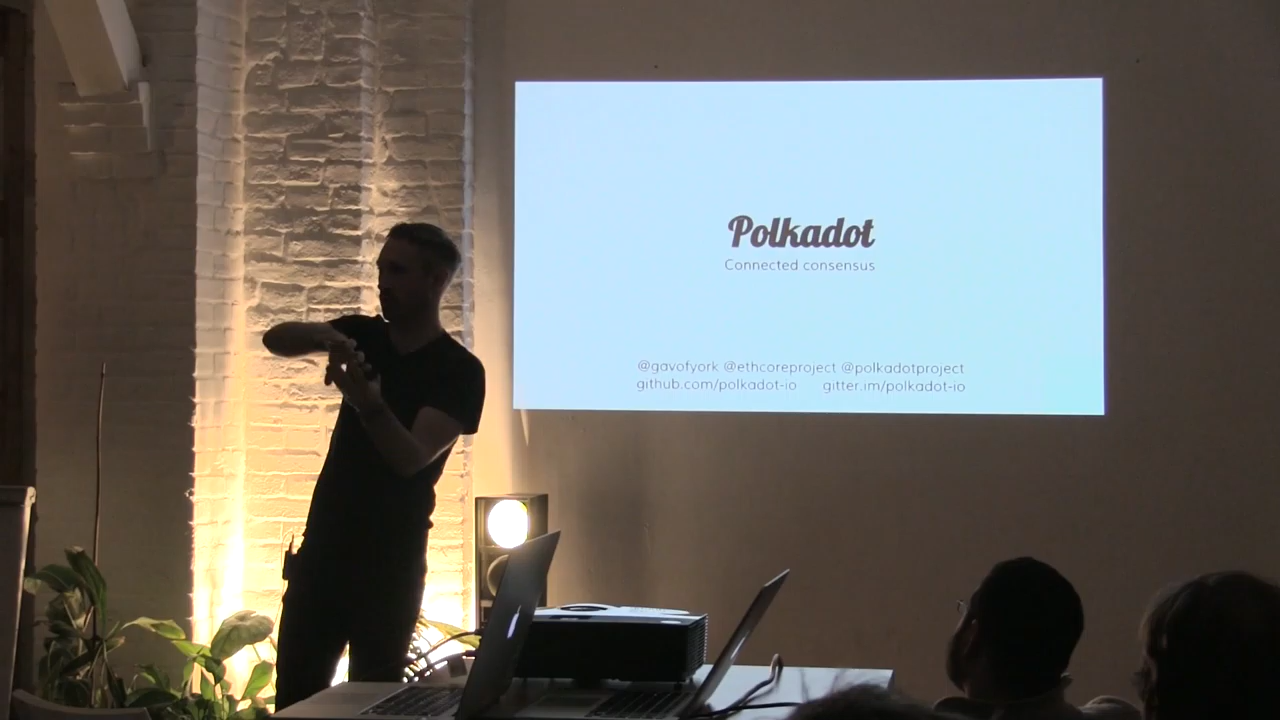 Polkadot
Connected consensus
@gavofyork @ethcoreproject @polkadotproject
github.com/polkadot-io gitter.im/polkadot-io